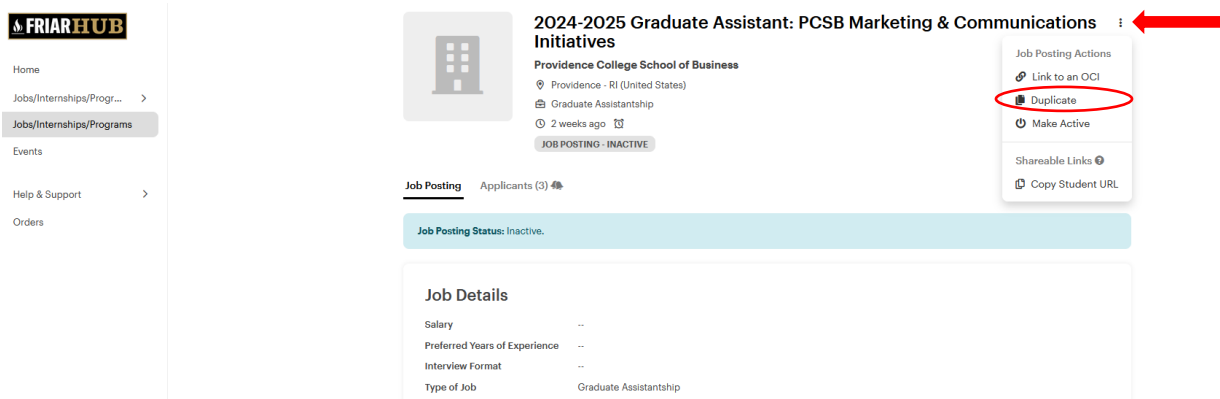 FRIARHUB
Home
Jobs/Internships/Progr...
Jobs/Internships/Programs
Events
Help & Support
Orders
2024-2025 Graduate Assistant: PCSB Marketing & Communications
Initiatives
Providence College School of Business
Providence - RI (United States)
Graduate Assistantship
2 weeks ago
JOB POSTING - INACTIVE
Job Posting Actions
Link to an OCI
Duplicate
Make Active
Shareable Links
Copy Student URL
Job Posting Applicants (3)
Job Posting Status: Inactive.
Job Details
Salary --
Preferred Years of Experience --
Interview Format --
Type of Job Graduate Assistantship